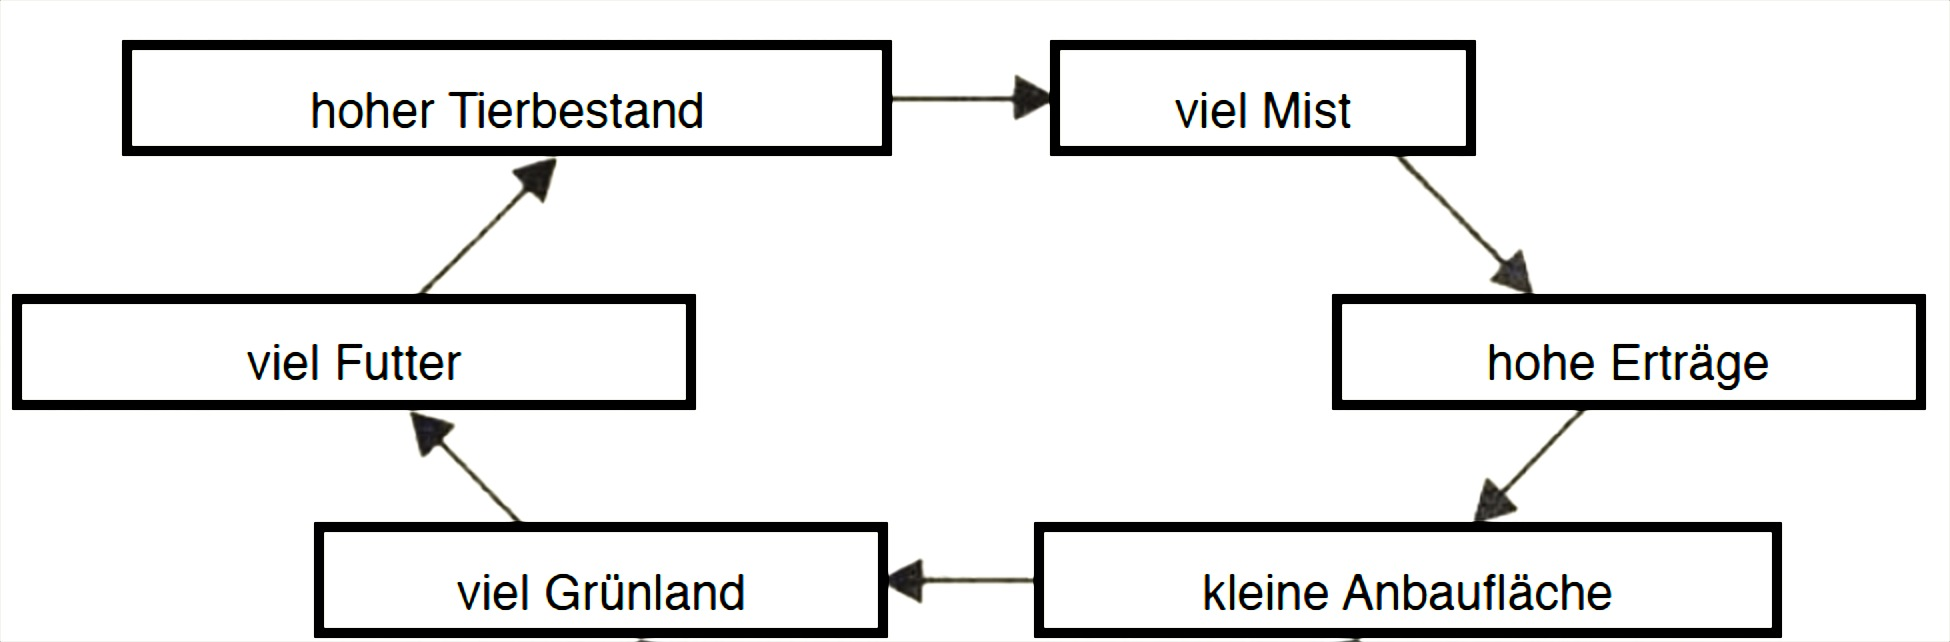 hoher Tierbestand
viel Mist
viel Futter
hohe Erträge
viel Grünland
kleine Anbaufläche